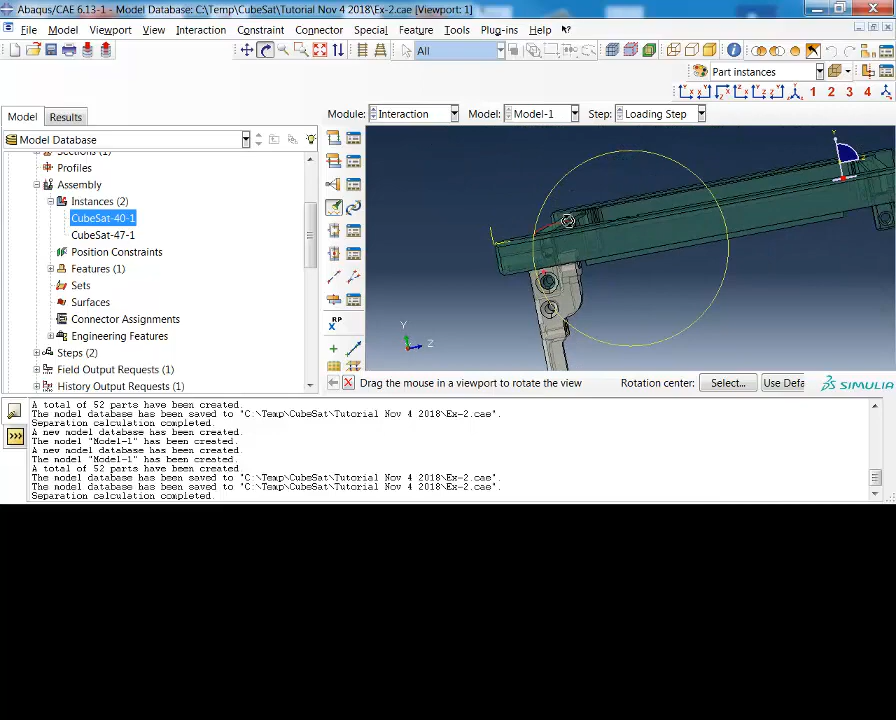 Abaqus/CAE 6.13-1 - Model Database: C:\Temp\CubeSat\Tutorial Nov 4 2018\Ex-2.cae [Viewport: 1]
File Model Viewport View Interaction Constraint Connector Special Feature Tools Plug-ins Help
All
Part instances
1 2 3 4
Model Results
Module: Interaction Model: Model-1 Step: Loading Step
Model Database
Sections (1)
Profiles
Assembly
Instances (2)
CubeSat-40-1
CubeSat-47-1
Position Constraints
Features (1)
Sets
Surfaces
Connector Assignments
Engineering Features
Steps (2)
Field Output Requests (1)
History Output Requests (1)
RP
Y
Z
Y
Drag the mouse in a viewport to rotate the view Rotation center: Select... Use Defa
SIMULIA
A total of 52 parts have been created.
The model database has been saved to "C:\Temp\CubeSat\Tutorial Nov 4 2018\Ex-2.cae".
Separation calculation completed.
A new model database has been created.
The model "Model-1" has been created.
A new model database has been created.
The model "Model-1" has been created.
A total of 52 parts have been created.
The model database has been saved to "C:\Temp\CubeSat\Tutorial Nov 4 2018\Ex-2.cae".
The model database has been saved to "C:\Temp\CubeSat\Tutorial Nov 4 2018\Ex-2.cae".
Separation calculation completed.